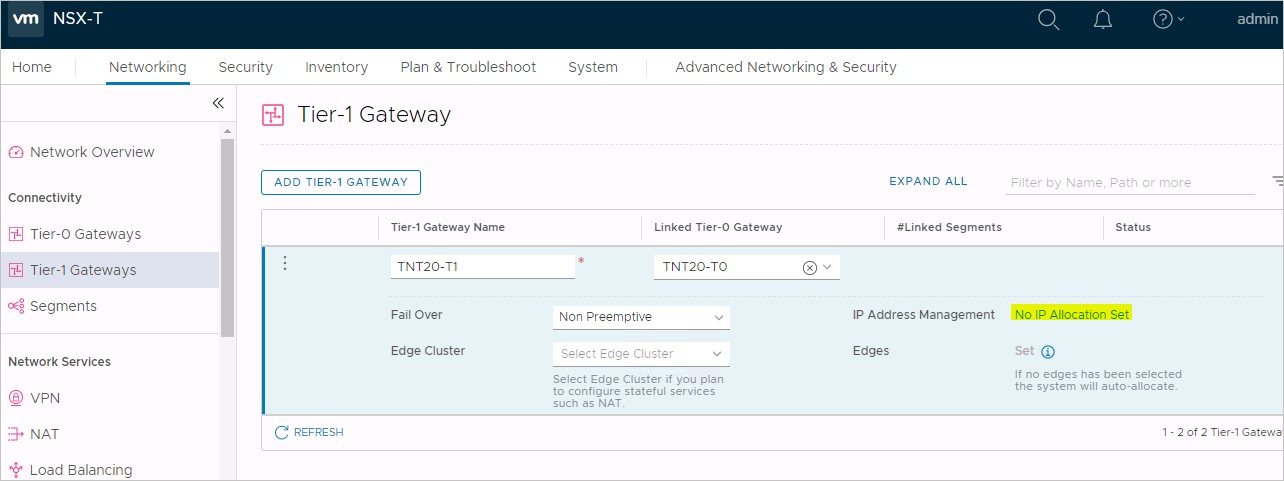 vm NSX-T admin
Home Networking Security Inventory Plan & Troubleshoot System Advanced Networking & Security
«
Network Overview
Connectivity
Tier-0 Gateways
Tier-1 Gateways
Segments
Network Services
VPN
NAT
Load Balancing
Tier-1 Gateway
ADD TIER-1 GATEWAY EXPAND ALL Filter by Name, Path or more
Tier-1 Gateway Name Linked Tier-0 Gateway #Linked Segments Status
TNT20-T1 * TNT20-T0
Fail Over Non Preemptive IP Address Management No IP Allocation Set
Edge Cluster Select Edge Cluster Edges Set
Select Edge Cluster if you plan
to configure stateful services
such as NAT.
If no edges has been selected
the system will auto-allocate.
REFRESH 1 - 2 of 2 Tier-1 Gateway